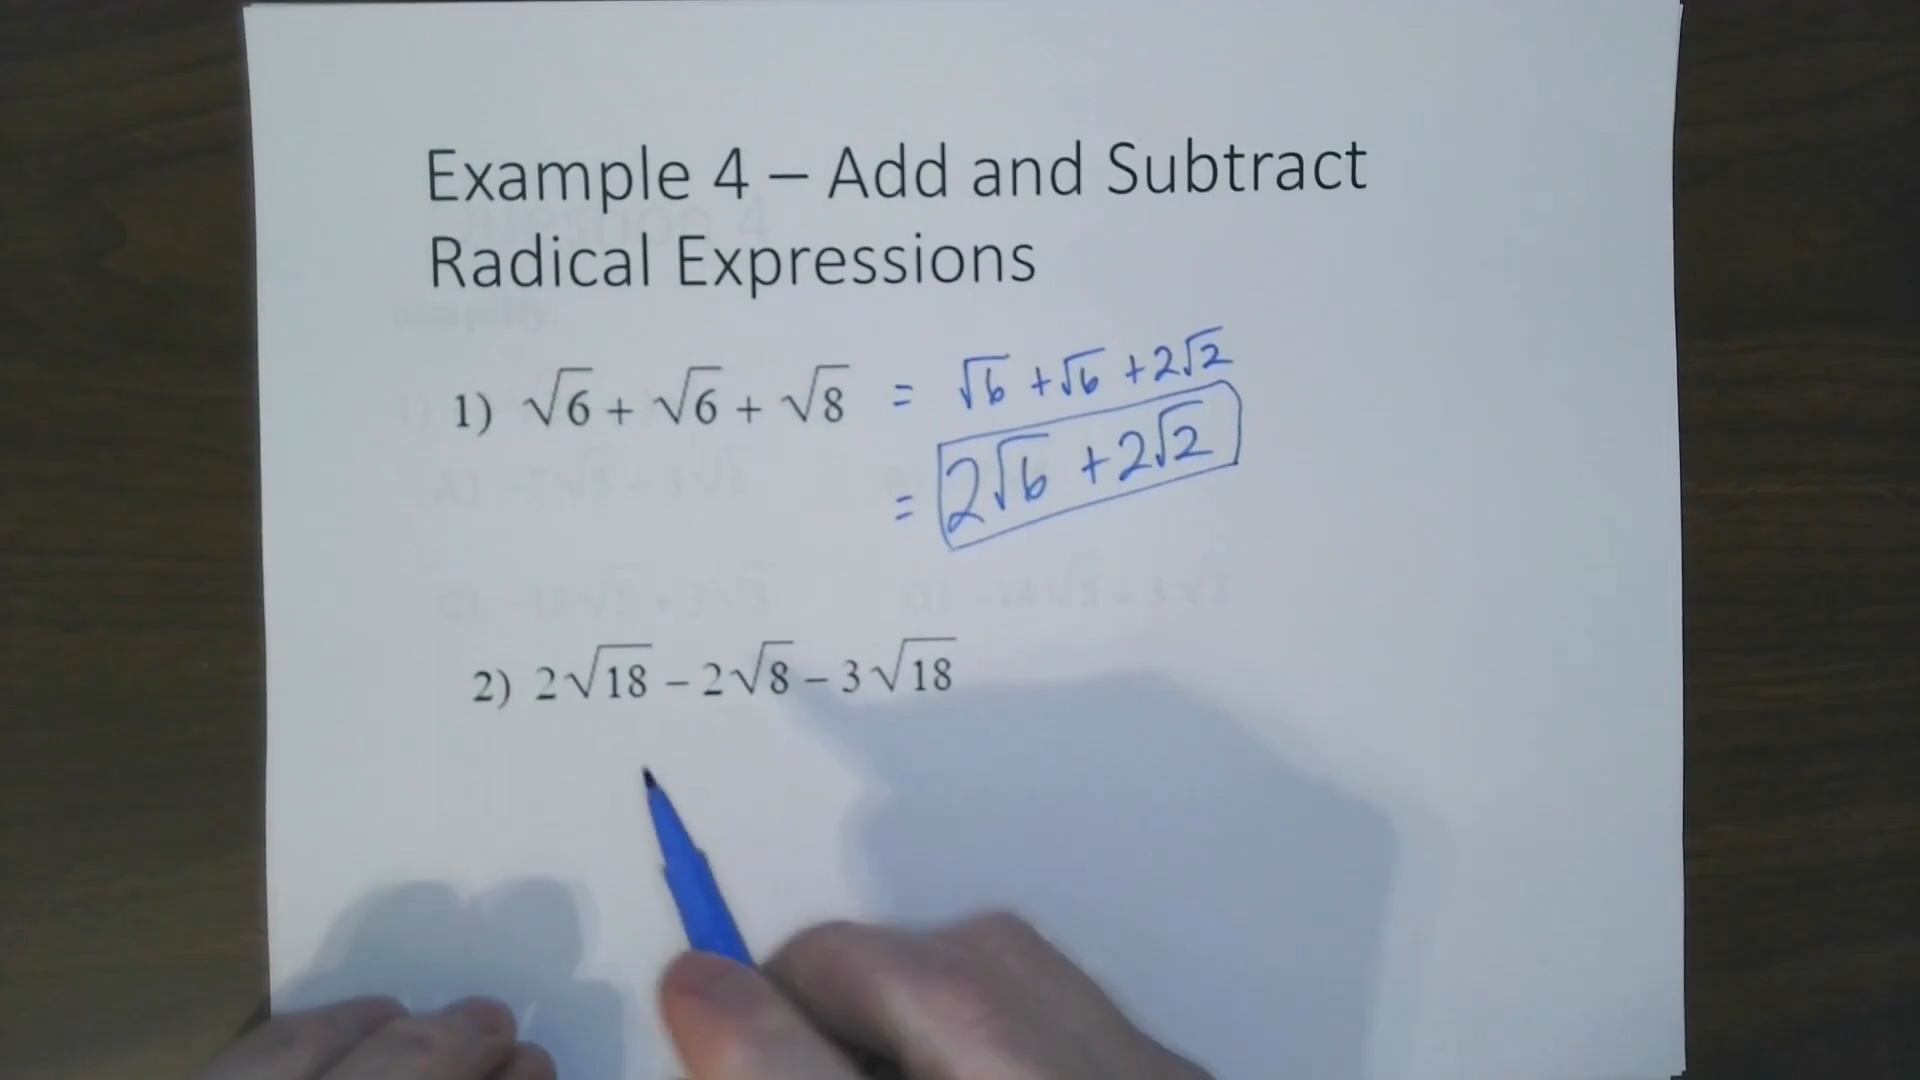 Example 4 – Add and Subtract
Radical Expressions
1) √6 + √6 + √8 = √6 + √6 + 2√2
= 2√6 + 2√2
2) 2√18 – 2√8 – 3√18